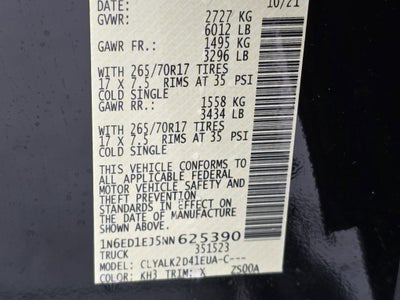 DATE: 10/21
GVWR: 2727 KG
6012 LB
GAWR FR.: 1495 KG
3296 LB
WITH 265/70R17 TIRES
17 X 7.5 RIMS AT 35 PSI
COLD SINGLE
GAWR RR.: 1558 KG
3434 LB
WITH 265/70R17 TIRES
17 X 7.5 RIMS AT 35 PSI
COLD SINGLE
THIS VEHICLE CONFORMS TO
ALL APPLICABLE FEDERAL
MOTOR VEHICLE SAFETY AND
THEFT PREVENTION
STANDARDS IN EFFECT ON
THE DATE OF MANUFACTURE
1N6ED1EJ5NN625390
TRUCK 351523
MODEL: CLYALK2D41EUA-C---
COLOR: KH3 TRIM: X ZS00A